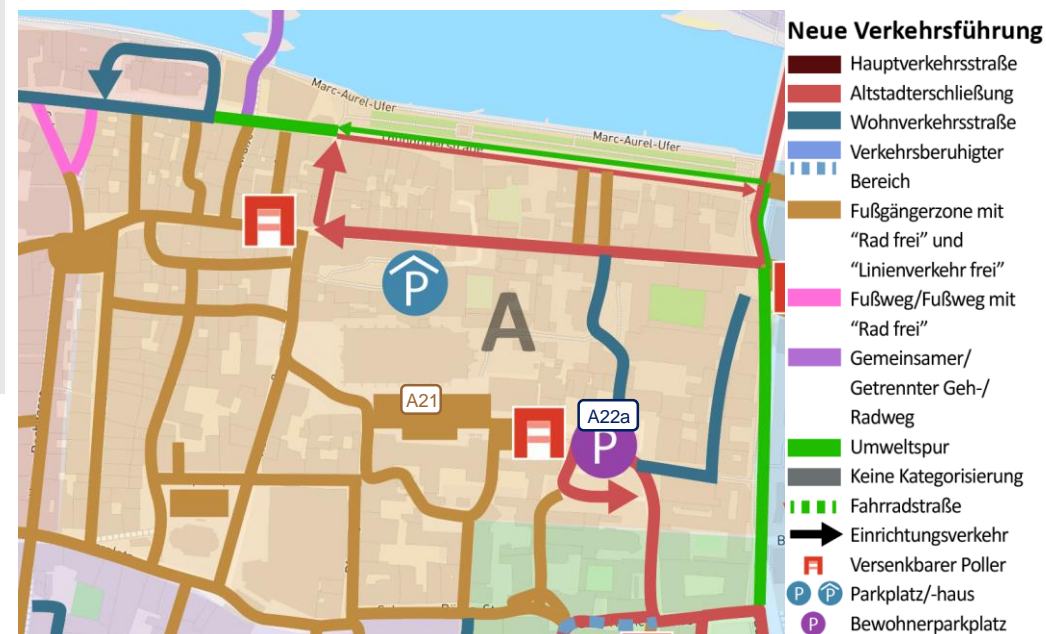 Neue Verkehrsführung
Hauptverkehrsstraße
Altstadterschließung
Wohnverkehrsstraße
Verkehrsberuhigter
Bereich
Fußgängerzone mit
"Rad frei" und
"Linienverkehr frei"
Fußweg/Fußweg mit
"Rad frei"
Gemeinsamer/
Getrennter Geh-/
Radweg
Umweltspur
Keine Kategorisierung
Fahrradstraße
Einrichtungsverkehr
Versenkbarer Poller
P P Parkplatz/-haus
P Bewohnerparkplatz
Marc-Aurel-Ufer
Marc-Aurel-Ufer
P
A
A21
A22a
P